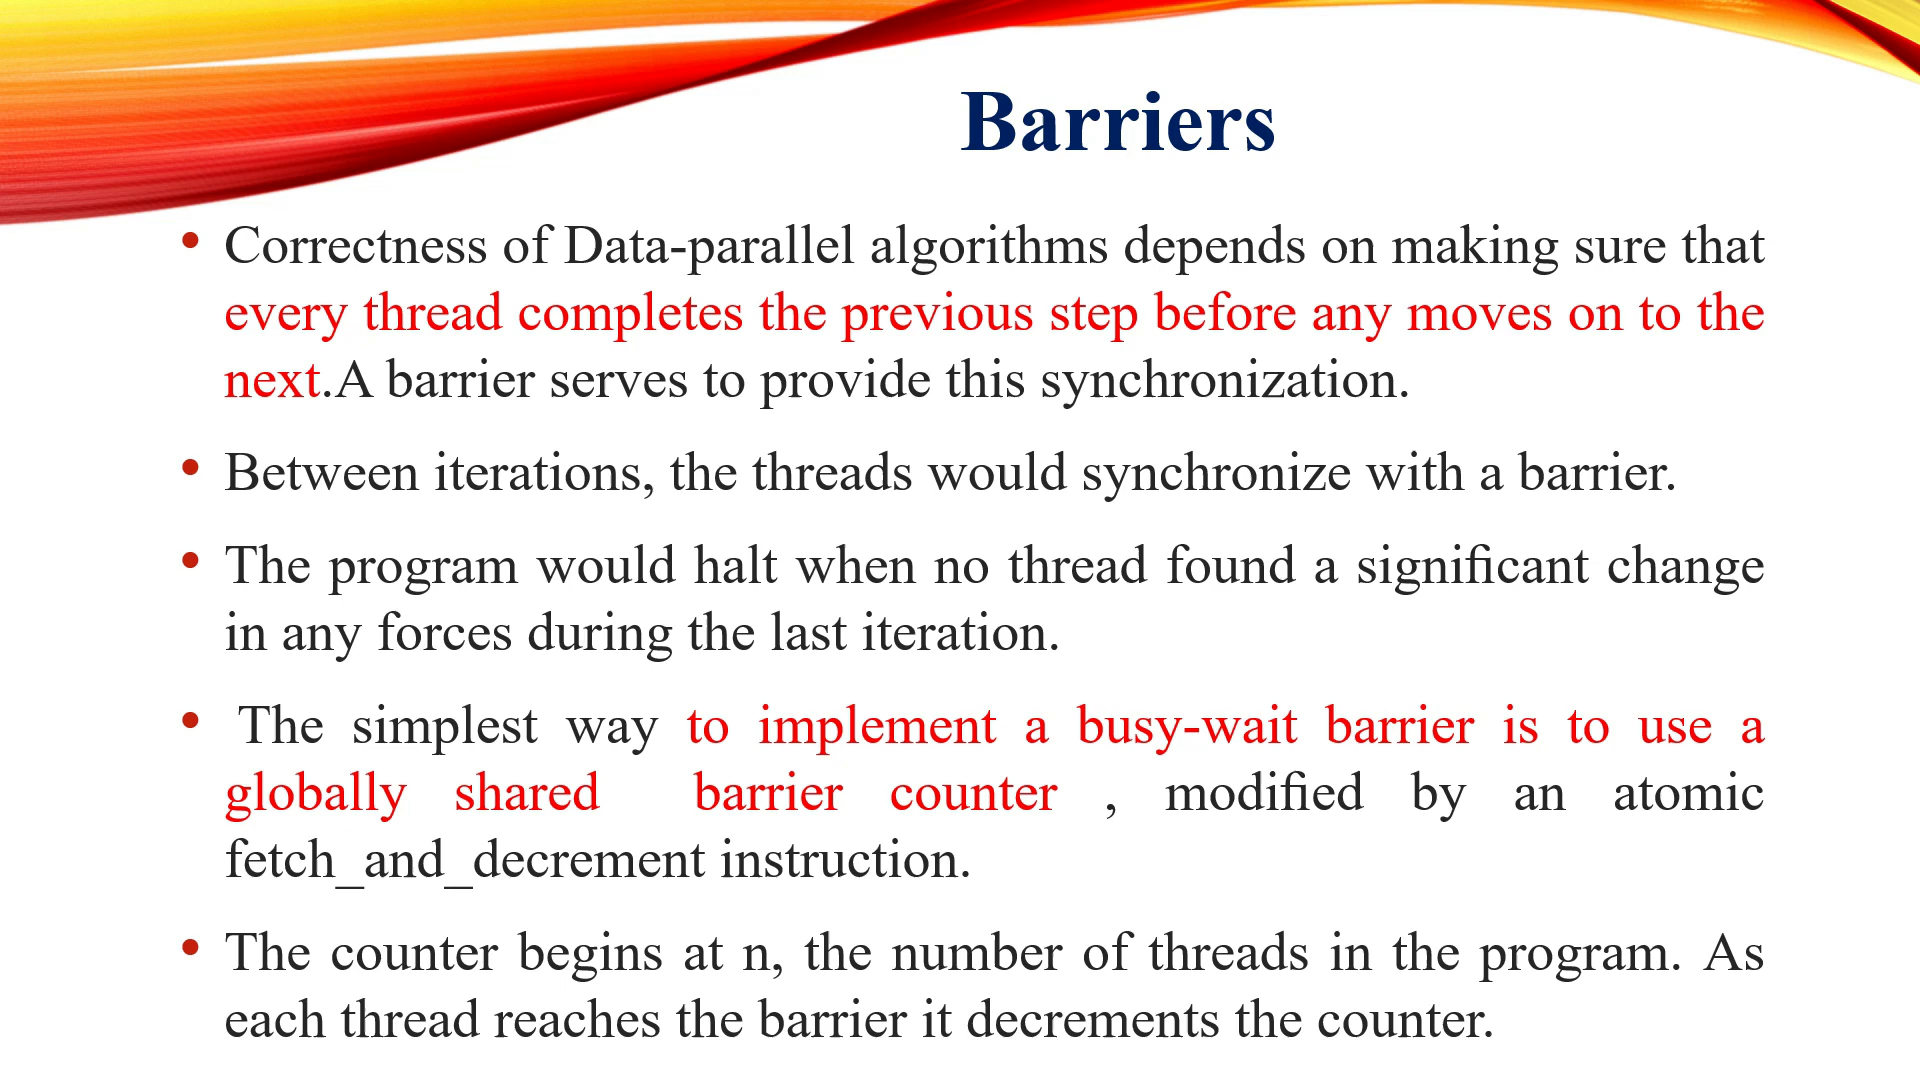 Barriers
• Correctness of Data-parallel algorithms depends on making sure that
every thread completes the previous step before any moves on to the
next.A barrier serves to provide this synchronization.
• Between iterations, the threads would synchronize with a barrier.
• The program would halt when no thread found a significant change
in any forces during the last iteration.
• The simplest way to implement a busy-wait barrier is to use a
globally shared barrier counter , modified by an atomic
fetch_and_decrement instruction.
• The counter begins at n, the number of threads in the program. As
each thread reaches the barrier it decrements the counter.